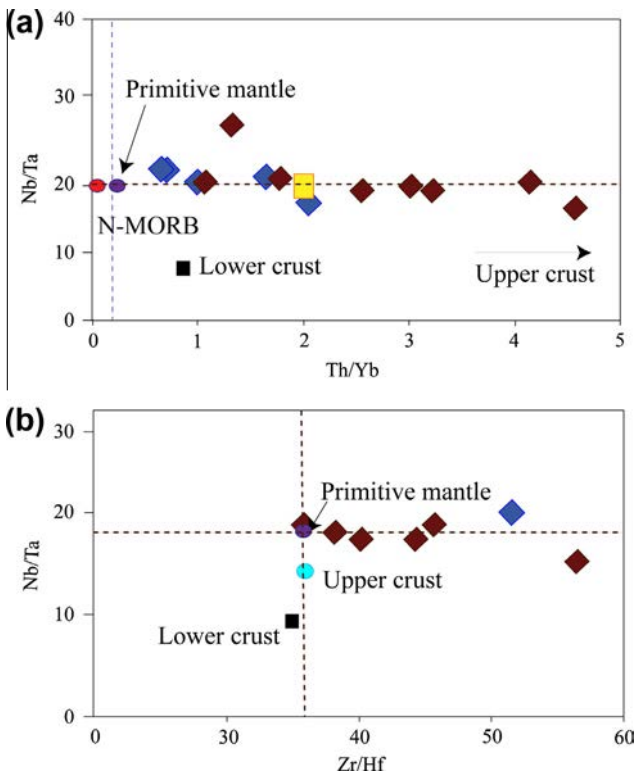 (a)
40
30
20
10
0
Nb/Ta
Primitive mantle
N-MORB
Lower crust
Upper crust
0 1 2 3 4 5
Th/Yb
(b)
30
20
10
0
Nb/Ta
Primitive mantle
Upper crust
Lower crust
0 30 40 50 60
Zr/Hf